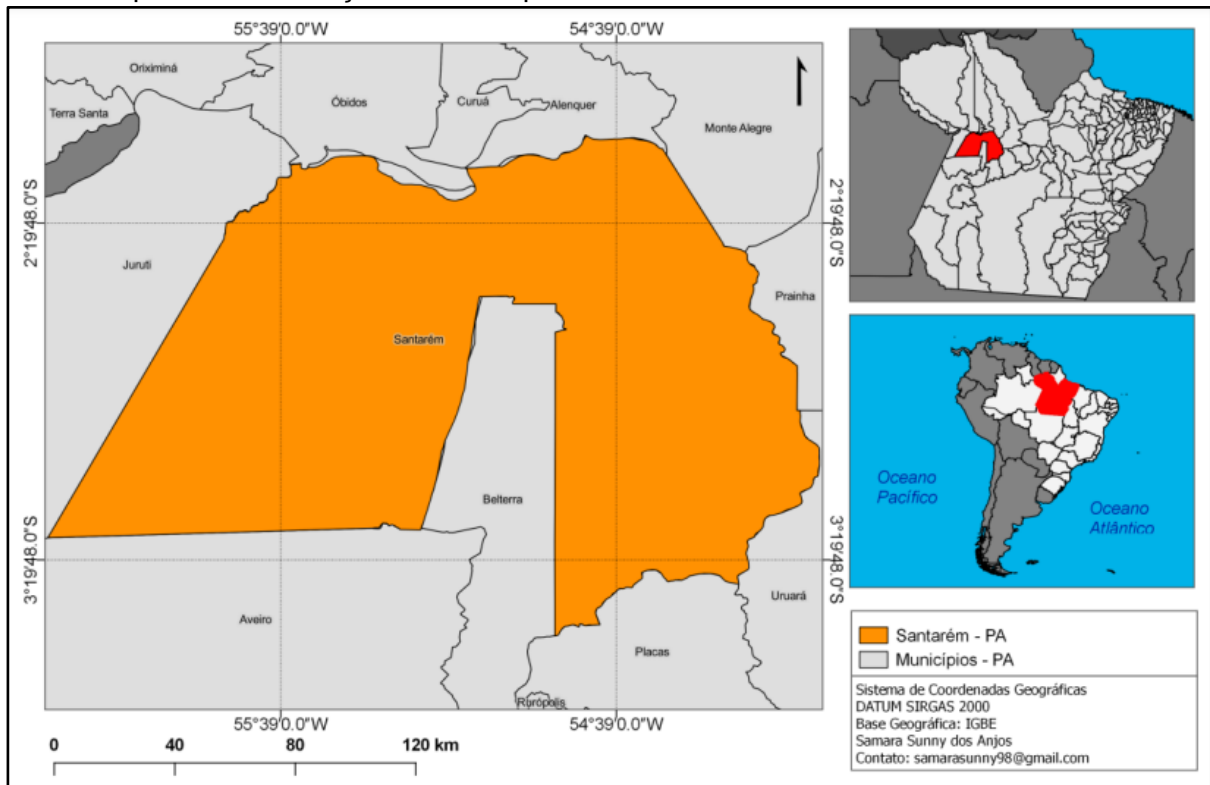 55°39'0.0"W
54°39'0.0"W
Oriximiná
Terra Santa
Óbidos
Curuá
Alenquer
Monte Alegre
2°19'48.0"S
2°19'48.0"S
Juruti
Prainha
Santarém
Belterra
3°19'48.0"S
3°19'48.0"S
Aveiro
Uruará
Placas
Rurópolis
55°39'0.0"W
54°39'0.0"W
0 40 80 120 km
Oceano
Pacífico
Oceano
Atlântico
Santarém - PA
Municípios - PA
Sistema de Coordenadas Geográficas
DATUM SIRGAS 2000
Base Geográfica: IGBE
Samara Sunny dos Anjos
Contato: samarasunny98@gmail.com